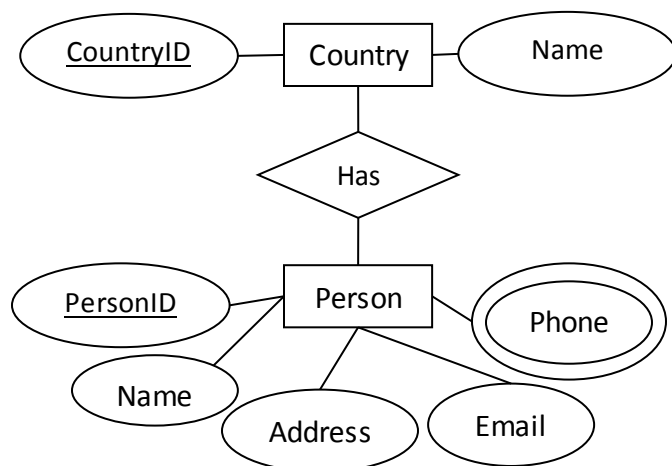 CountryID
Country
Name
Has
PersonID
Person
Phone
Name
Address
Email